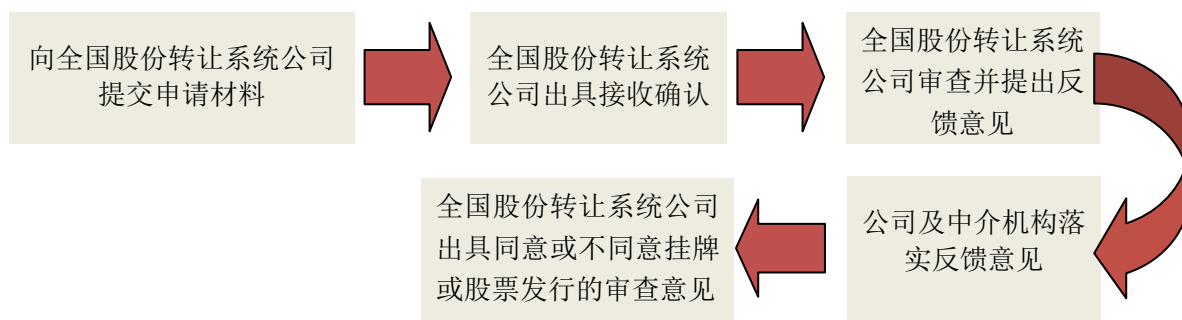 向全国股份转让系统公司
提交申请材料
全国股份转让系统
公司出具接收确认
全国股份转让系统
公司审查并提出反
馈意见
公司及中介机构落
实反馈意见
全国股份转让系统公司
出具同意或不同意挂牌
或股票发行的审查意见